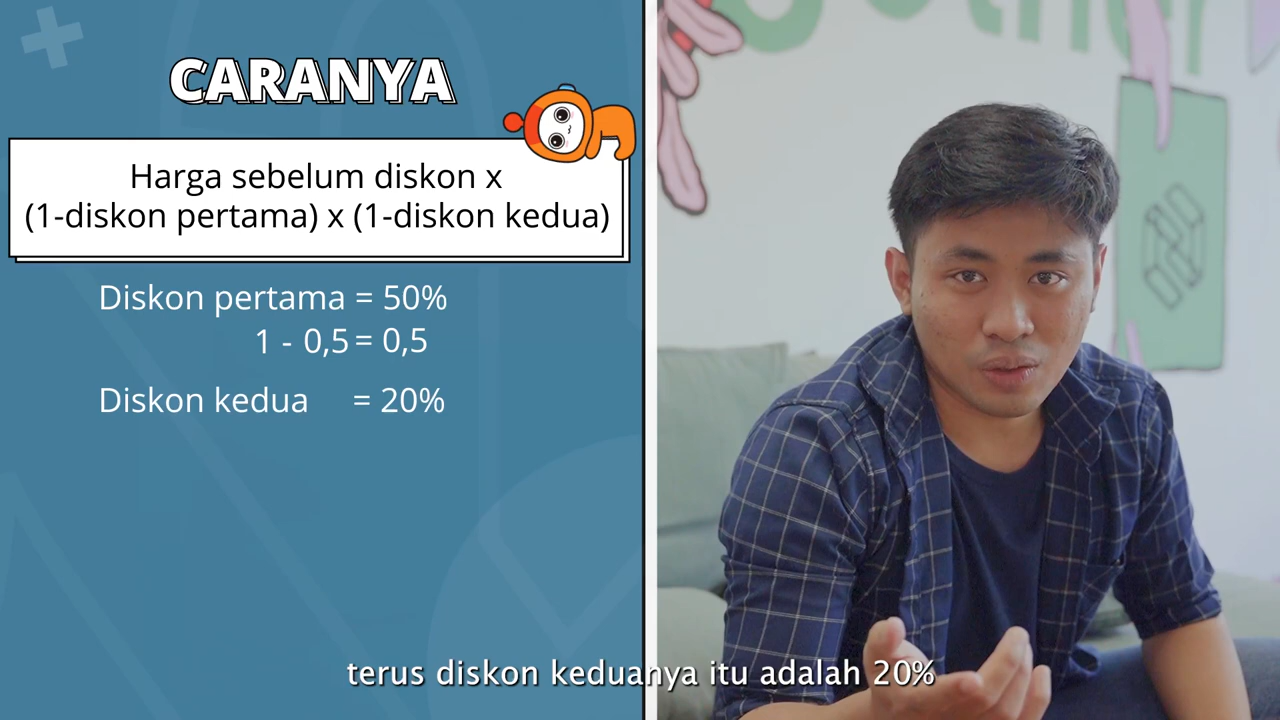 CARANYA
Harga sebelum diskon x
(1-diskon pertama) x (1-diskon kedua)
Diskon pertama = 50%
1 - 0,5 = 0,5
Diskon kedua = 20%
terus diskon keduanya itu adalah 20%